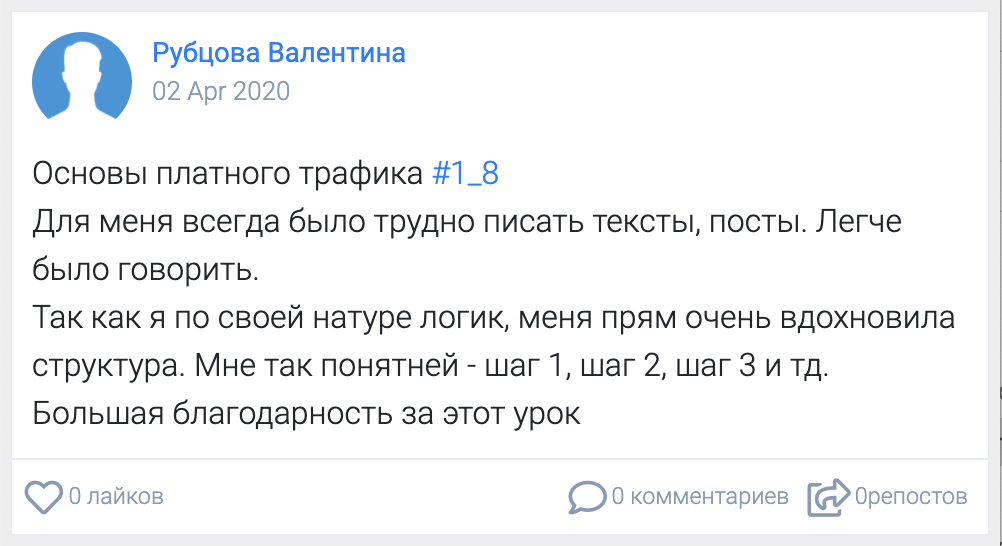 Рубцова Валентина
02 Apr 2020
Основы платного трафика #1_8
Для меня всегда было трудно писать тексты, посты. Легче
было говорить.
Так как я по своей натуре логик, меня прям очень вдохновила
структура. Мне так понятней - шаг 1, шаг 2, шаг 3 и тд.
Большая благодарность за этот урок
0 лайков
0 комментариев
0репостов